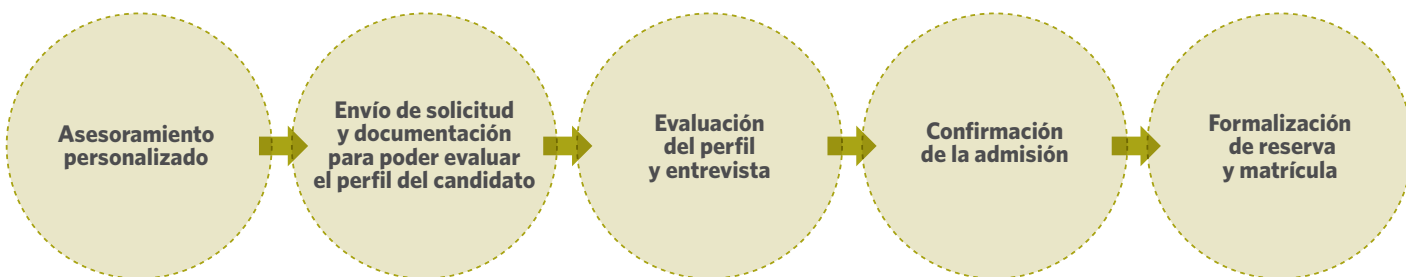 Asesoramiento
personalizado
Envío de solicitud
y documentación
para poder evaluar
el perfil del candidato
Evaluación
del perfil
y entrevista
Confirmación
de la admisión
Formalización
de reserva
y matrícula